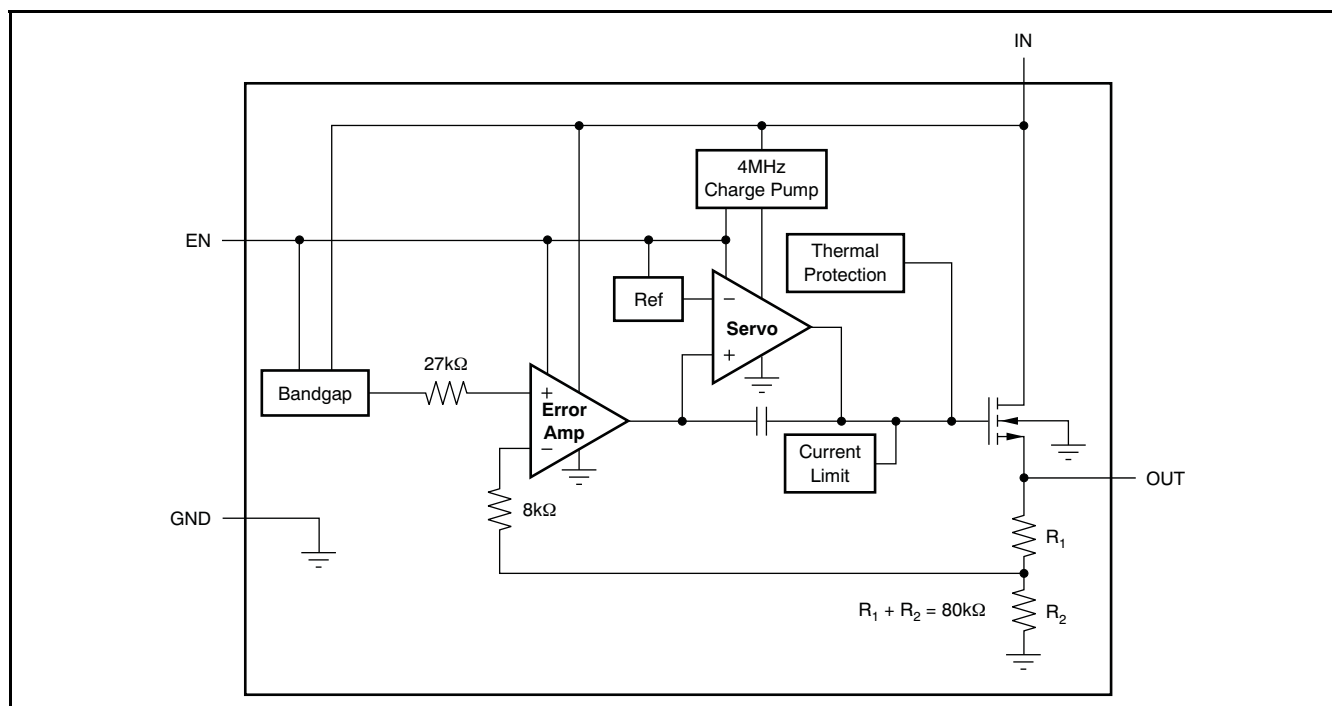 IN
4MHz
Charge Pump
EN
Thermal
Protection
Ref
−
Servo
+
27kΩ
Bandgap
+
Error
Amp
−
Current
Limit
OUT
8kΩ
GND
R1
R1 + R2 = 80kΩ
R2